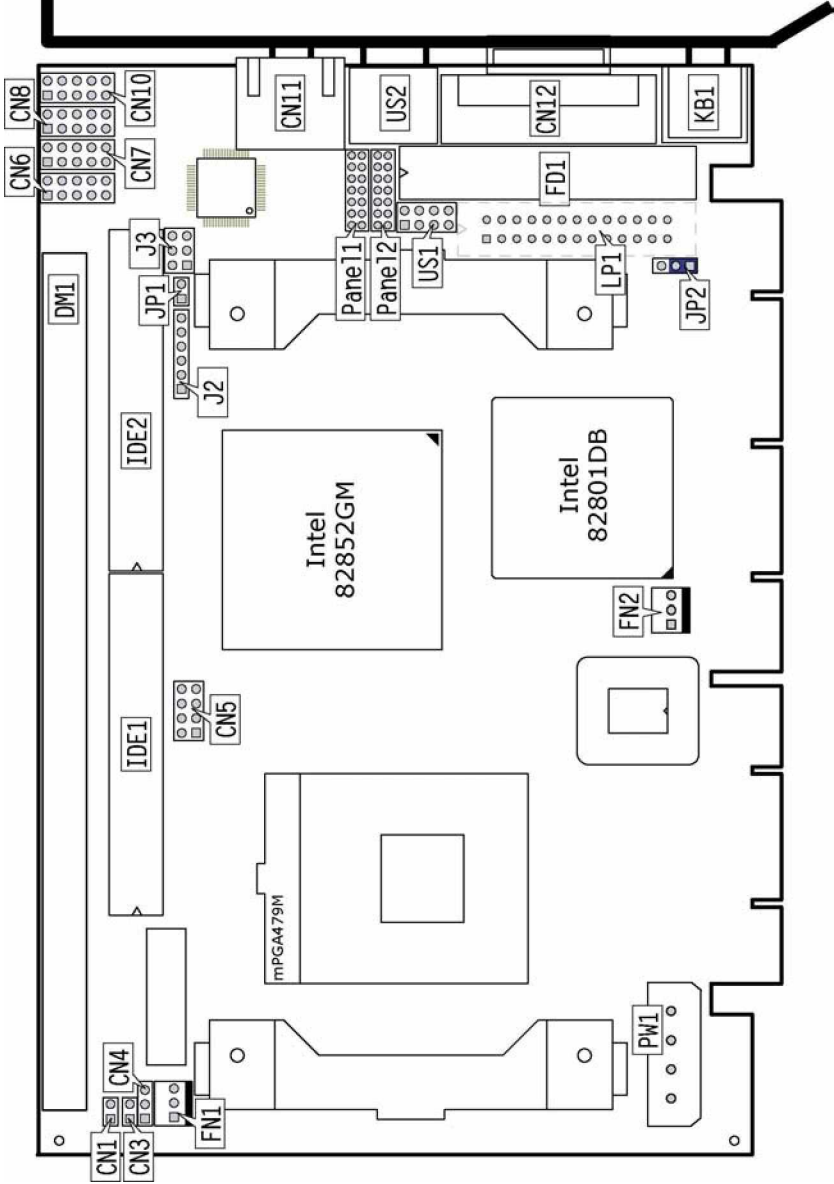 CN8
CN10
CN6
CN7
CN11
US2
CN12
KB1
FD1
J3
JP1
J2
Panel1
Panel2
US1
LP1
JP2
DM1
IDE2
Intel
82852GM
Intel
82801DB
FN2
IDE1
CN5
mPGA479M
PW1
CN4
CN1
CN3
FN1